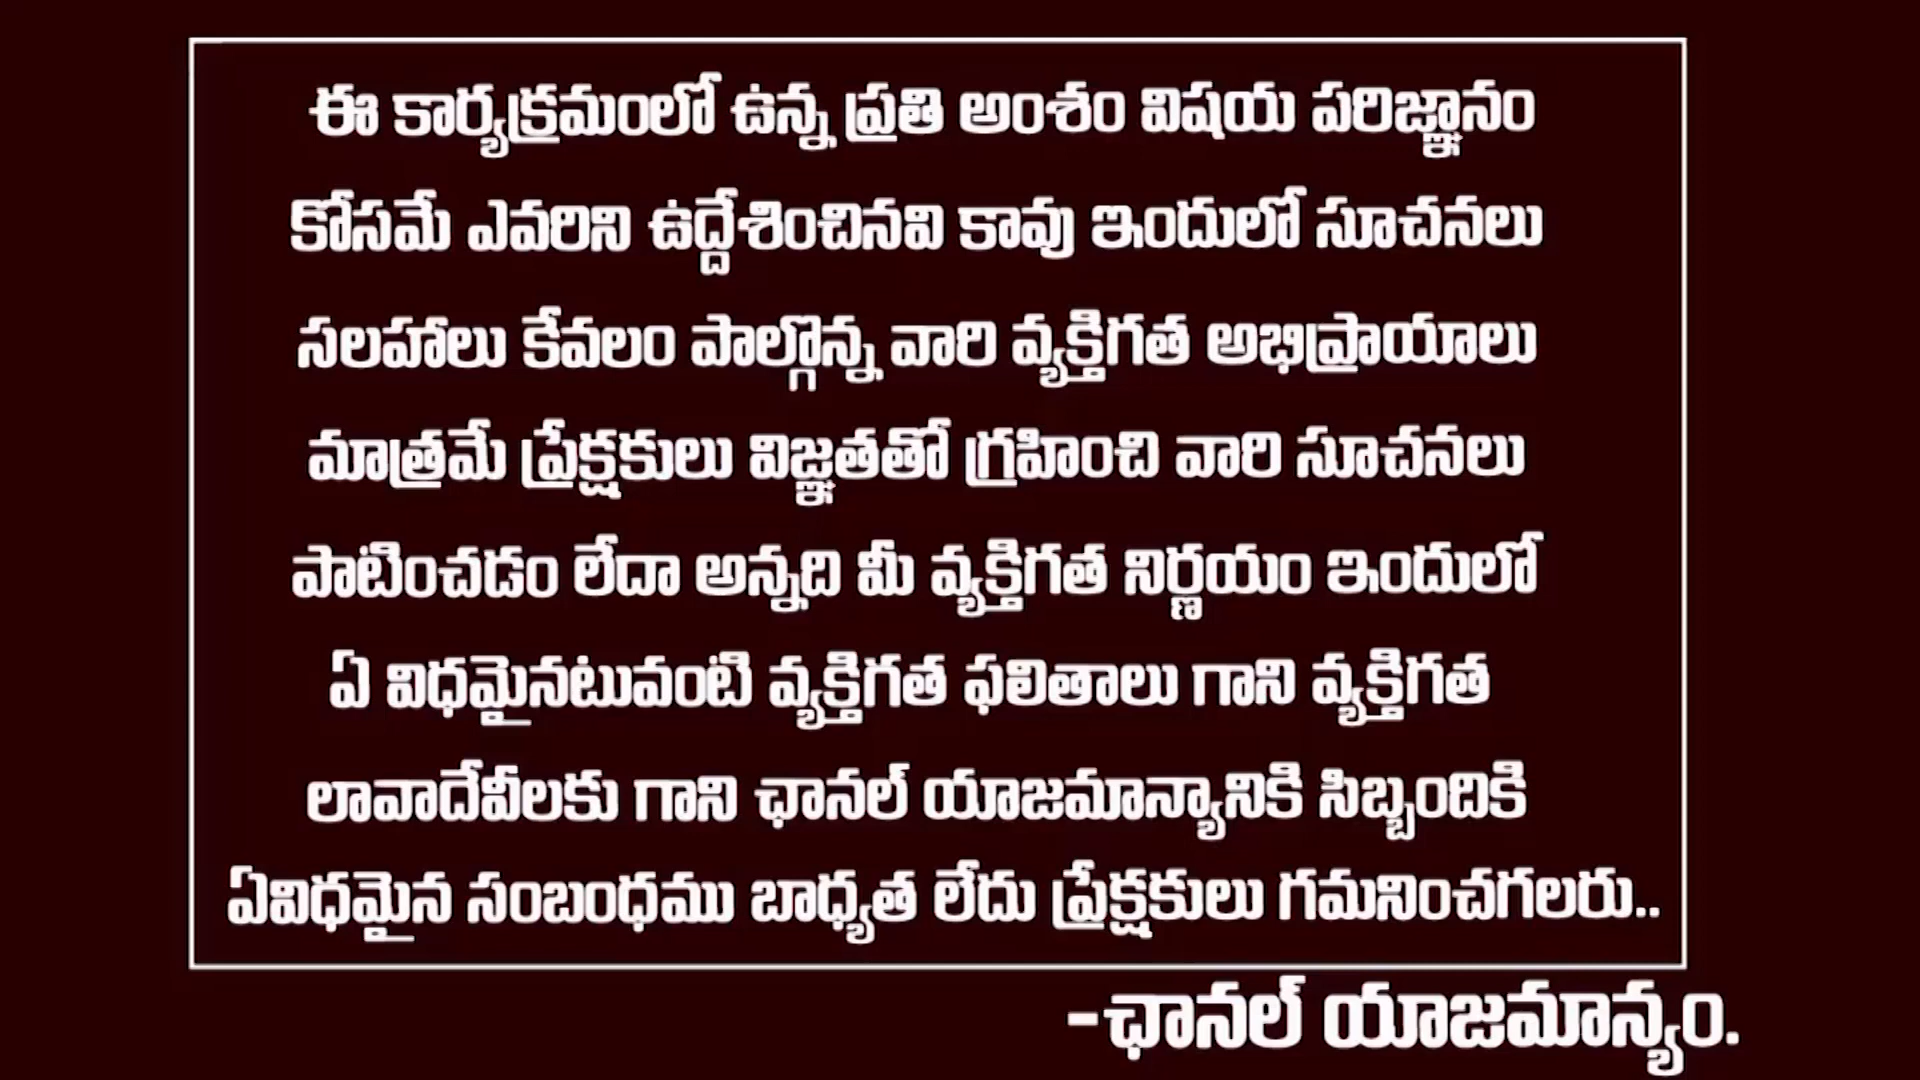 ఈ కార్యక్రమంలో ఉన్న ప్రతి అంశం విషయ పరిజ్ఞానం
కోసమే ఎవరిని ఉద్దేశించినవి కావు ఇందులో సూచనలు
సలహాలు కేవలం పాల్గొన్న వారి వ్యక్తిగత అభిప్రాయాలు
మాత్రమే ప్రేక్షకులు విజ్ఞతతో గ్రహించి వారి సూచనలు
పాటించడం లేదా అన్నది మీ వ్యక్తిగత నిర్ణయం ఇందులో
ఏ విధమైనటువంటి వ్యక్తిగత ఫలితాలు గాని వ్యక్తిగత
లావాదేవీలకు గాని ఛానల్ యాజమాన్యానికి సిబ్బందికి
ఏవిధమైన సంబంధము బాధ్యత లేదు ప్రేక్షకులు గమనించగలరు..
-ఛానల్ యాజమాన్యం.